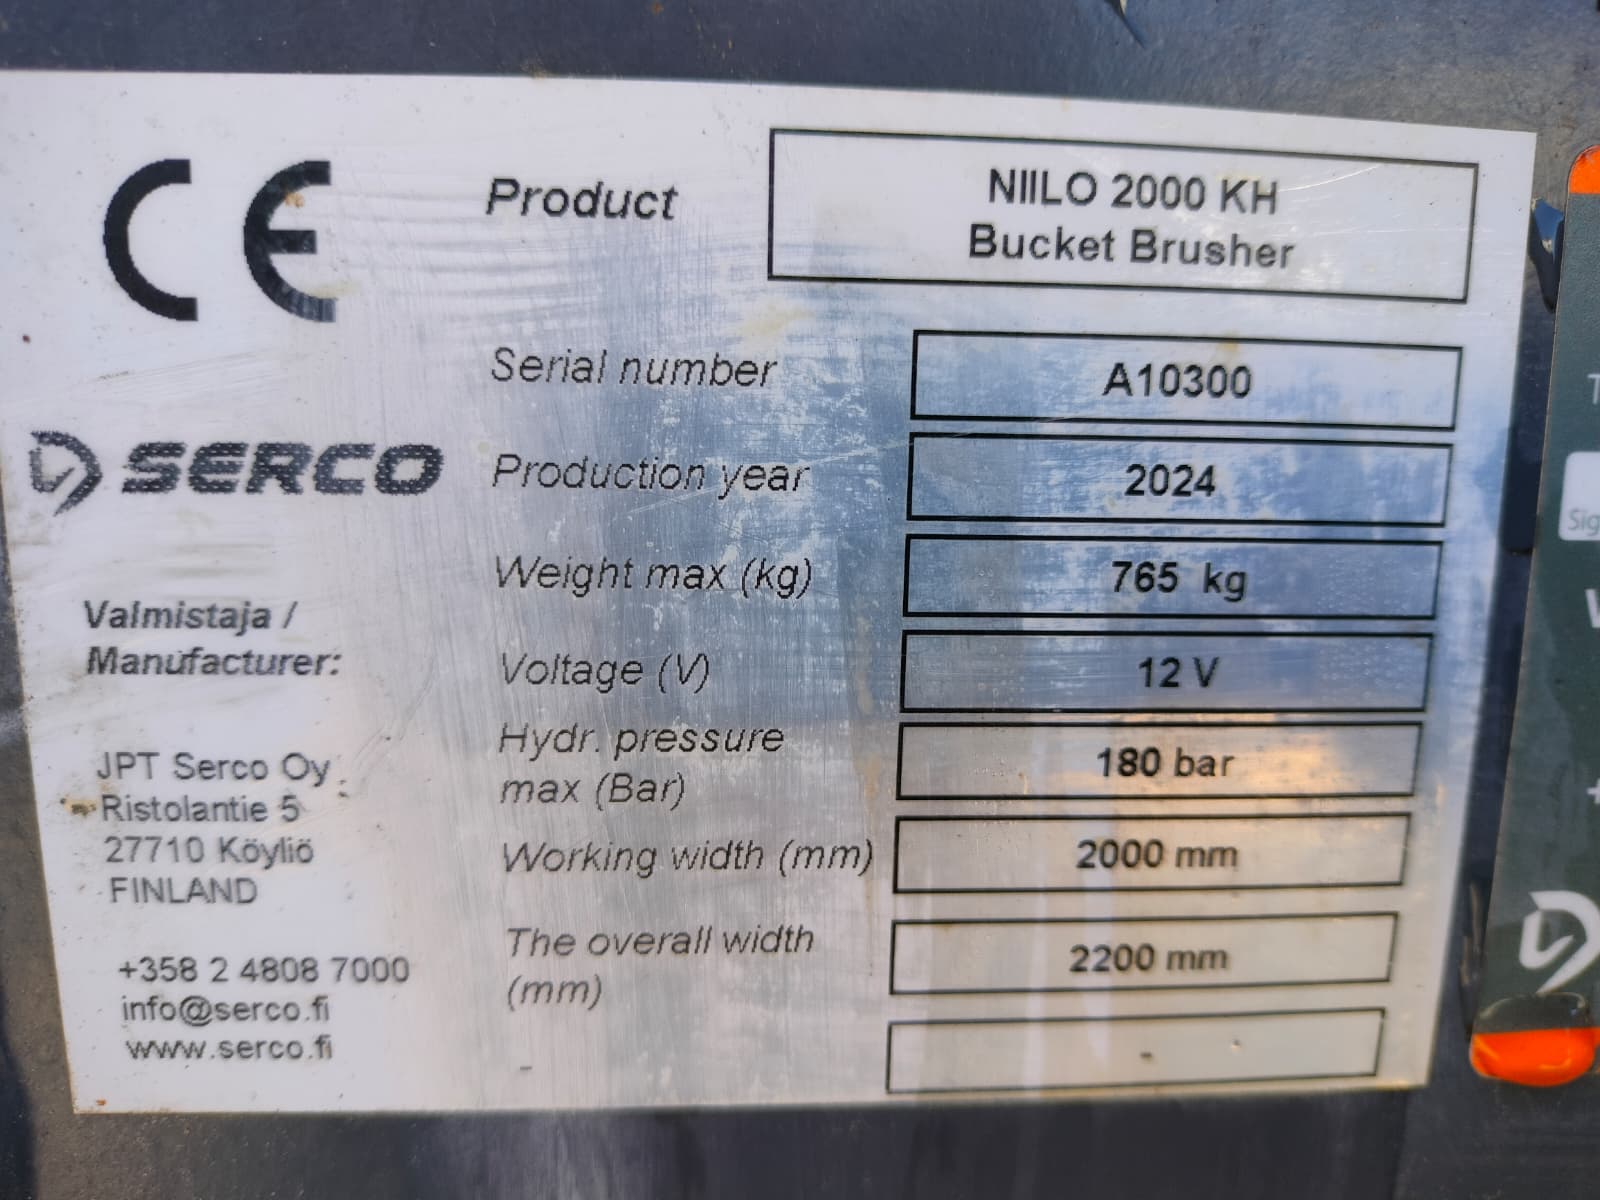 CE
Product
NIILO 2000 KH
Bucket Brusher
Serial number
A10300
SERCO
Production year
2024
Weight max (kg)
765 kg
Valmistaja /
Manufacturer:
Voltage (V)
12 V
Hydr. pressure
max (Bar)
180 bar
JPT Serco Oy
Ristolantie 5
27710 Köyliö
FINLAND
Working width (mm)
2000 mm
The overall width
(mm)
2200 mm
+358 2 4808 7000
info@serco.fi
www.serco.fi
-
-
Sig